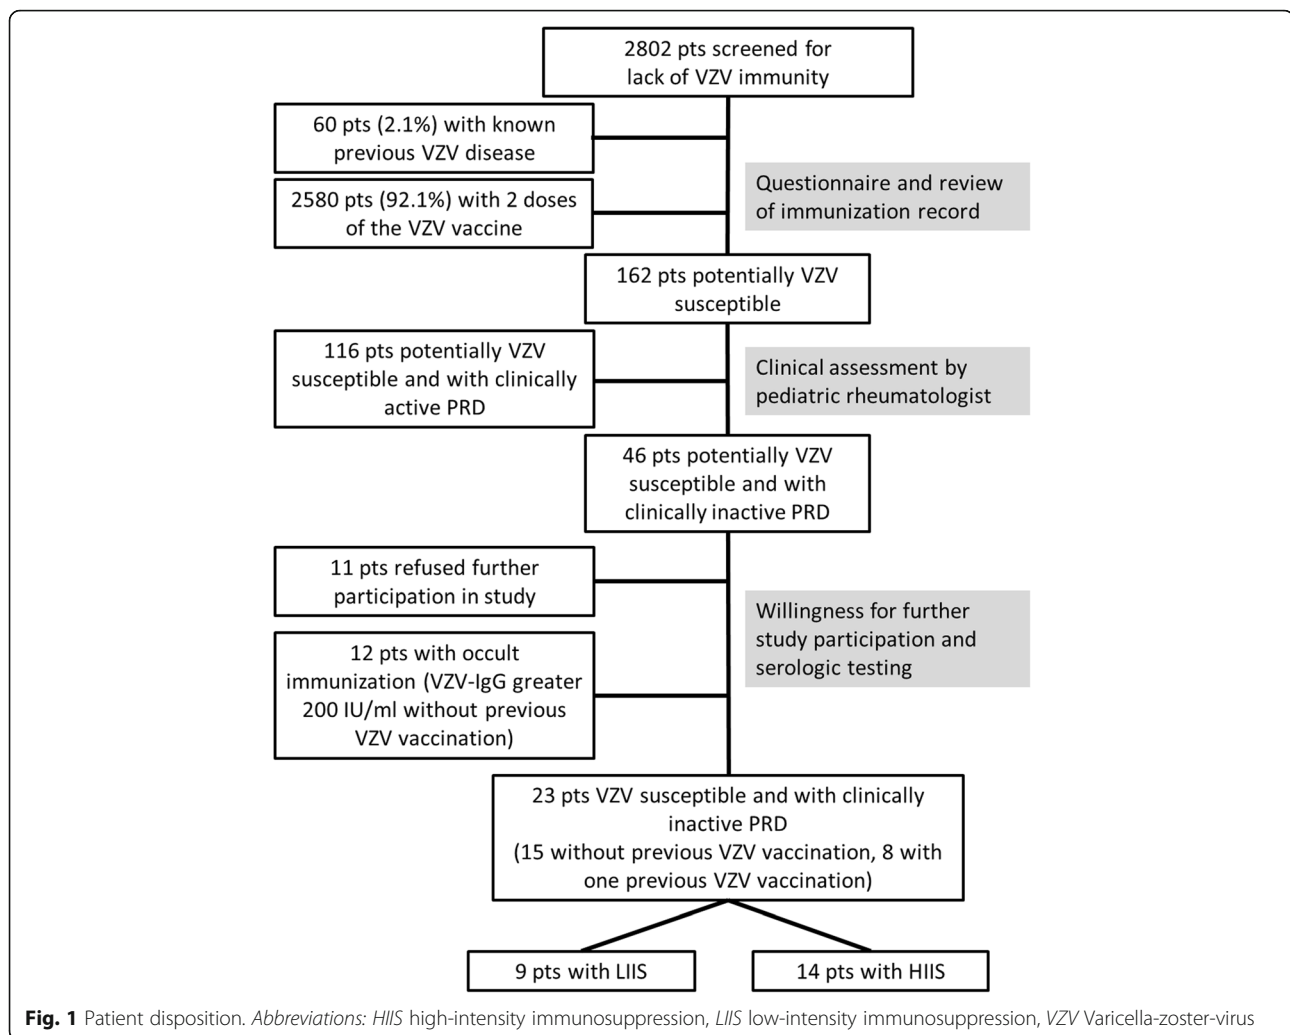 2802 pts screened for
lack of VZV immunity
60 pts (2.1%) with known
previous VZV disease
2580 pts (92.1%) with 2 doses
of the VZV vaccine
Questionnaire and review
of immunization record
162 pts potentially VZV
susceptible
116 pts potentially VZV
susceptible and with clinically
active PRD
Clinical assessment by
pediatric rheumatologist
46 pts potentially VZV
susceptible and with
clinically inactive PRD
11 pts refused further
participation in study
12 pts with occult
immunization (VZV-IgG greater
200 IU/ml without previous
VZV vaccination)
Willingness for further
study participation and
serologic testing
23 pts VZV susceptible and with clinically
inactive PRD
(15 without previous VZV vaccination, 8 with
one previous VZV vaccination)
9 pts with LIIS
14 pts with HIIS
Fig. 1 Patient disposition. Abbreviations: HIIS high-intensity immunosuppression, LIIS low-intensity immunosuppression, VZV Varicella-zoster-virus